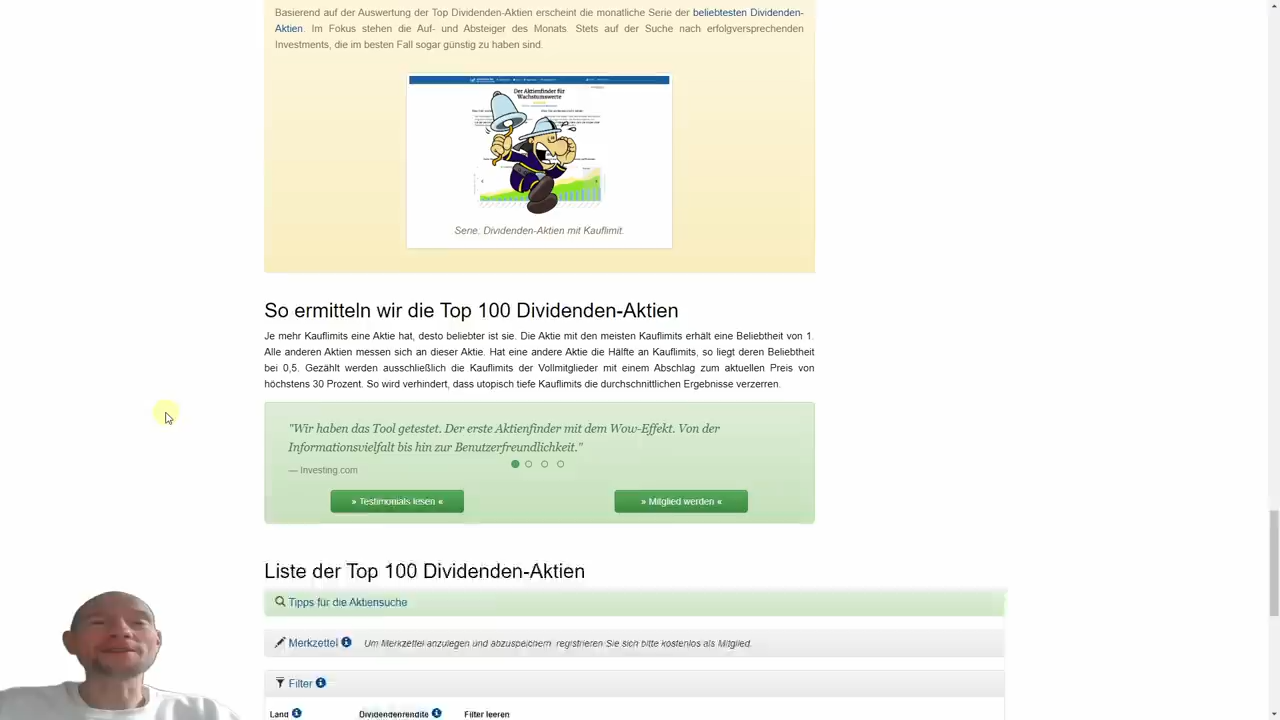 Basierend auf der Auswertung der Top Dividenden-Aktien erscheint die monatliche Serie der beliebtesten Dividenden-
Aktien. Im Fokus stehen die Auf- und Absteiger des Monats. Stets auf der Suche nach erfolgversprechenden
Investments, die im besten Fall sogar günstig zu haben sind.
Der Aktienfinder für
Wachstumswerte
Serie: Dividenden-Aktien mit Kauflimit.
So ermitteln wir die Top 100 Dividenden-Aktien
Je mehr Kauflimits eine Aktie hat, desto beliebter ist sie. Die Aktie mit den meisten Kauflimits erhält eine Beliebtheit von 1.
Alle anderen Aktien messen sich an dieser Aktie. Hat eine andere Aktie die Hälfte an Kauflimits, so liegt deren Beliebtheit
bei 0,5. Gezählt werden ausschließlich die Kauflimits der Vollmitglieder mit einem Abschlag zum aktuellen Preis von
höchstens 30 Prozent. So wird verhindert, dass utopisch tiefe Kauflimits die durchschnittlichen Ergebnisse verzerren.
"Wir haben das Tool getestet. Der erste Aktienfinder mit dem Wow-Effekt. Von der
Informationsvielfalt bis hin zur Benutzerfreundlichkeit."
— Investing.com
» Testimonials lesen « » Mitglied werden «
Liste der Top 100 Dividenden-Aktien
Tipps für die Aktiensuche
Merkzettel Um Merkzettel anzulegen und abzuspeichern, registrieren Sie sich bitte kostenlos als Mitglied.
Filter
Land Dividendenrendite Filter leeren